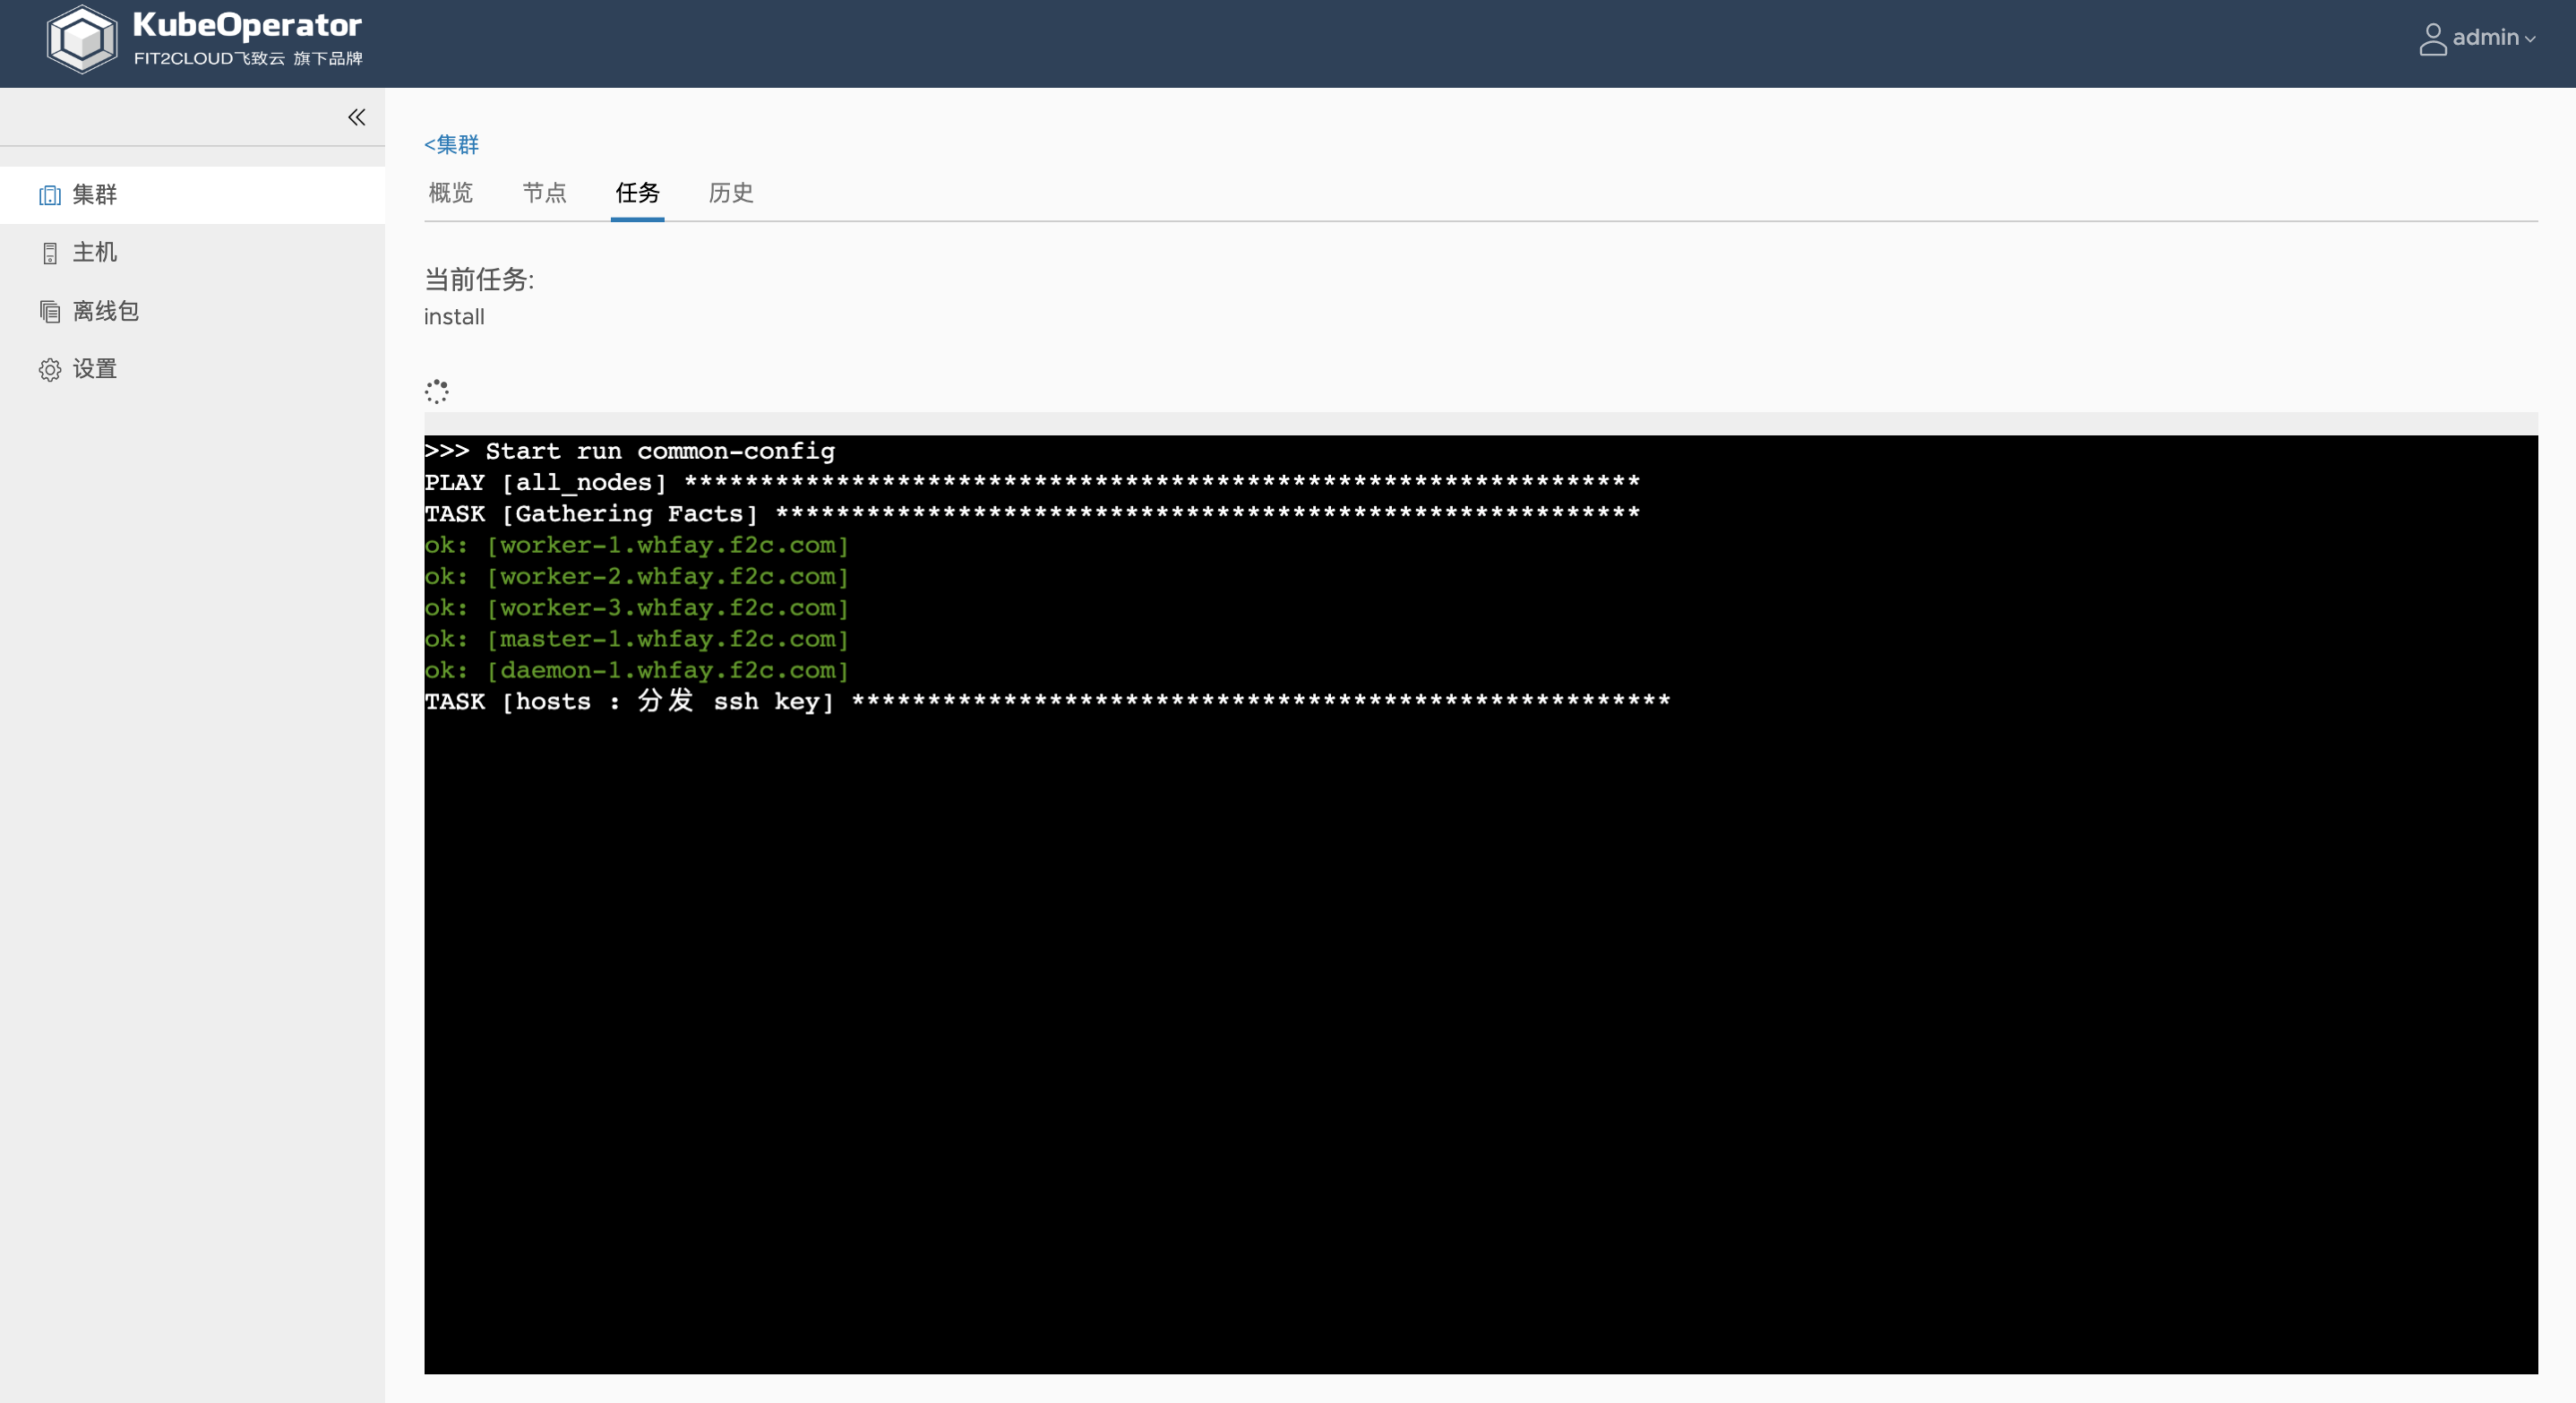 KubeOperator
FIT2CLOUD飞致云 旗下品牌
admin
<集群
集群
主机
离线包
设置
概览 节点 任务 历史
当前任务:
install
>>> Start run common-config
PLAY [all_nodes] ***************************************************************
TASK [Gathering Facts] *********************************************************
ok: [worker-1.whfay.f2c.com]
ok: [worker-2.whfay.f2c.com]
ok: [worker-3.whfay.f2c.com]
ok: [master-1.whfay.f2c.com]
ok: [daemon-1.whfay.f2c.com]
TASK [hosts : 分发 ssh key] ******************************************************